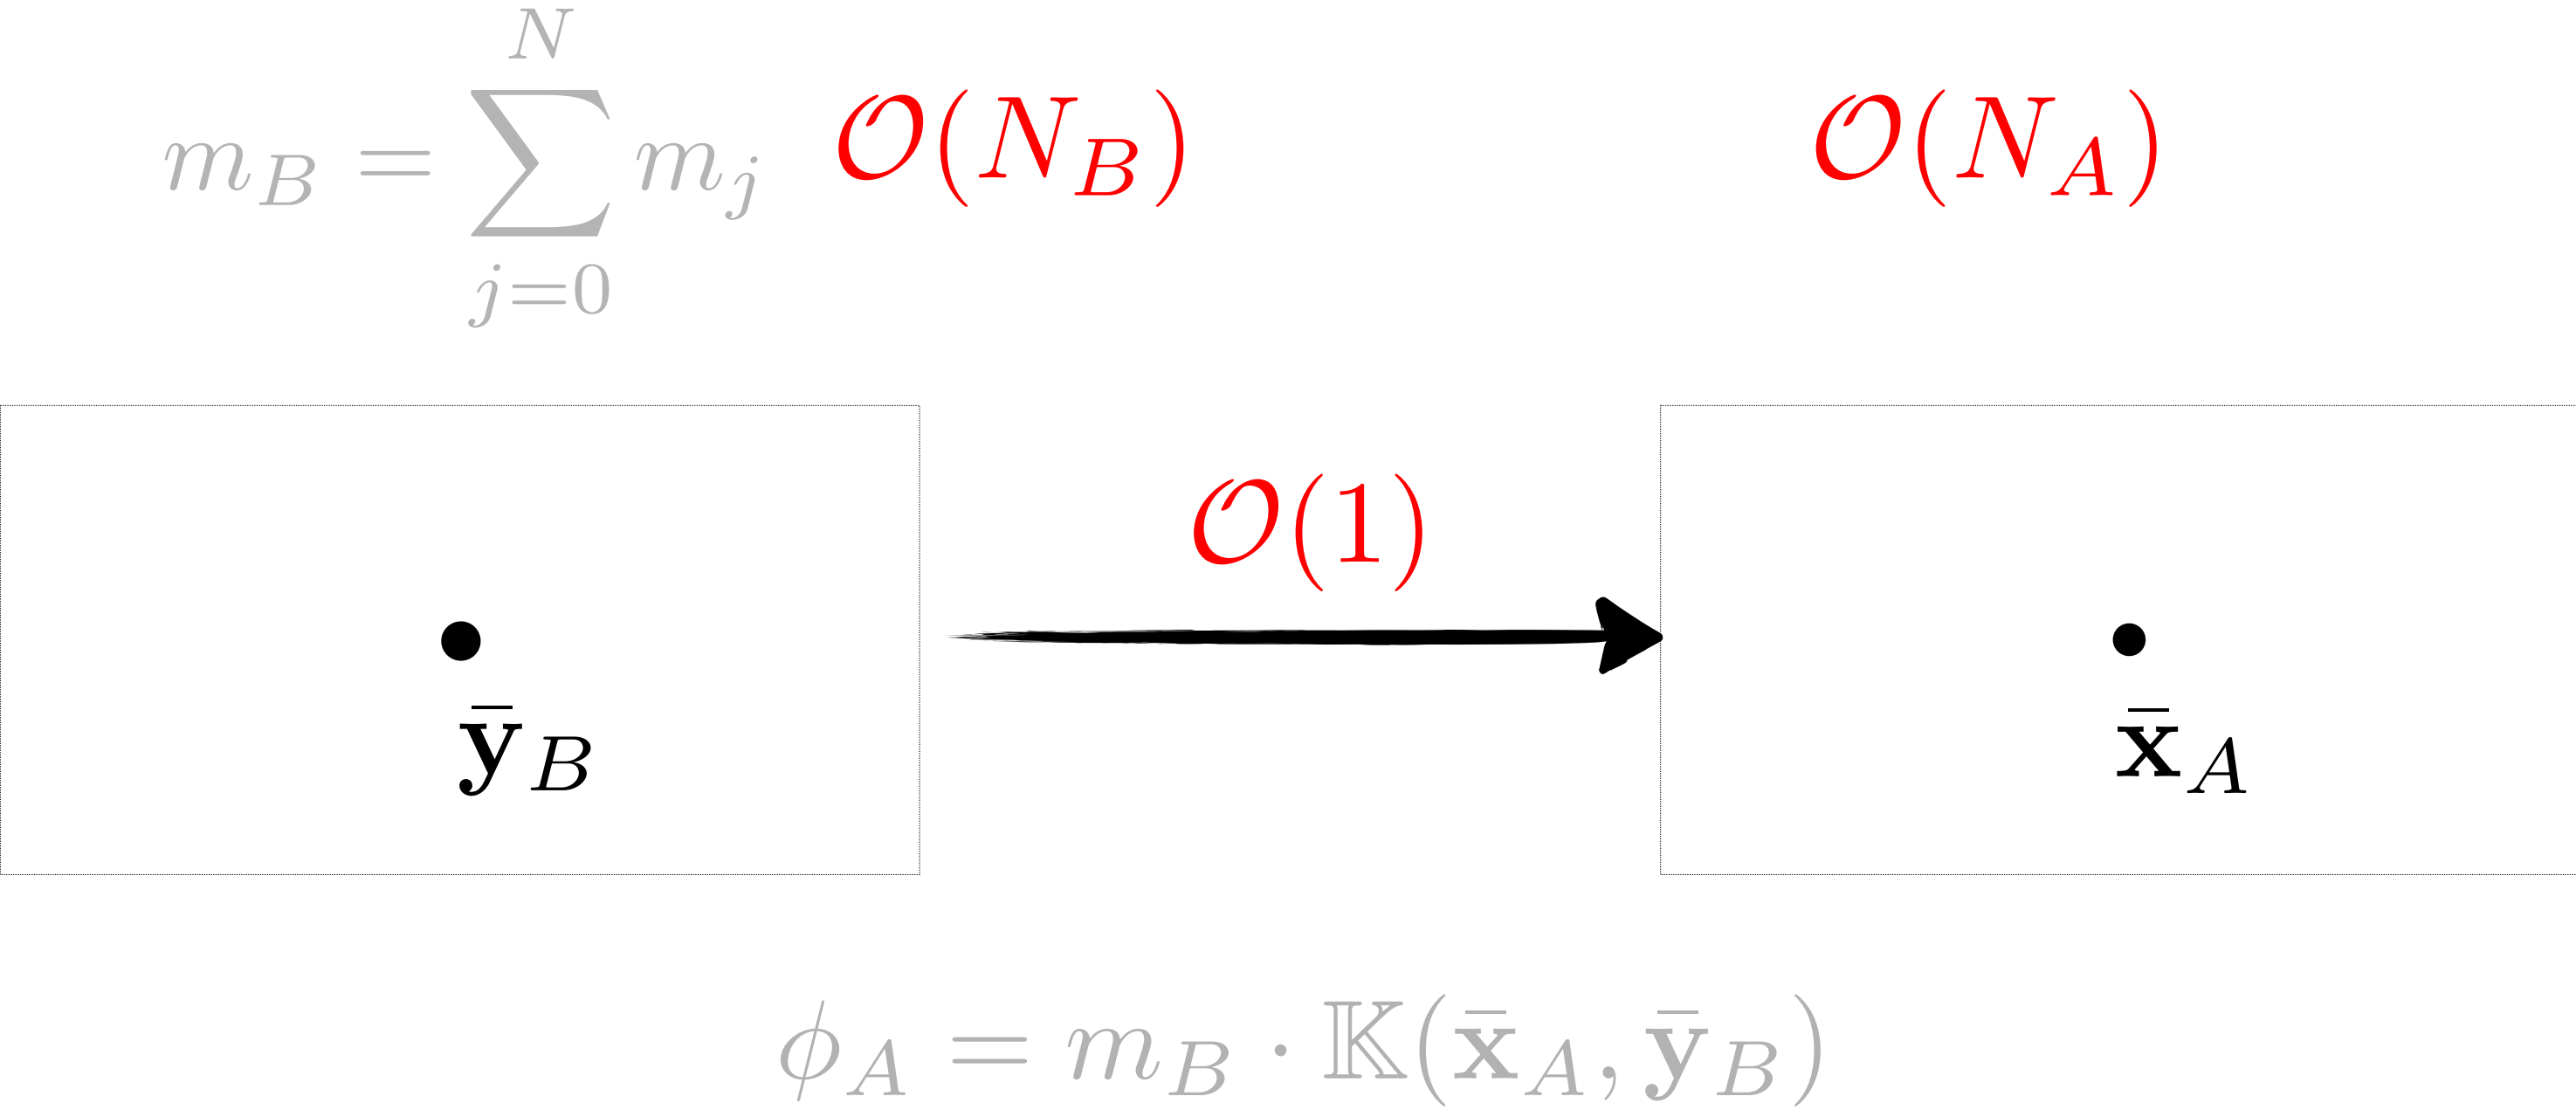 $m_B = \sum_{j=0}^{N} m_j$ $\mathcal{O}(N_B)$ $\mathcal{O}(N_A)$
$\mathcal{O}(1)$
$\bar{\mathbf{y}}_B$ $\bar{\mathbf{x}}_A$
$\phi_A = m_B \cdot \mathbb{K}(\bar{\mathbf{x}}_A, \bar{\mathbf{y}}_B)$